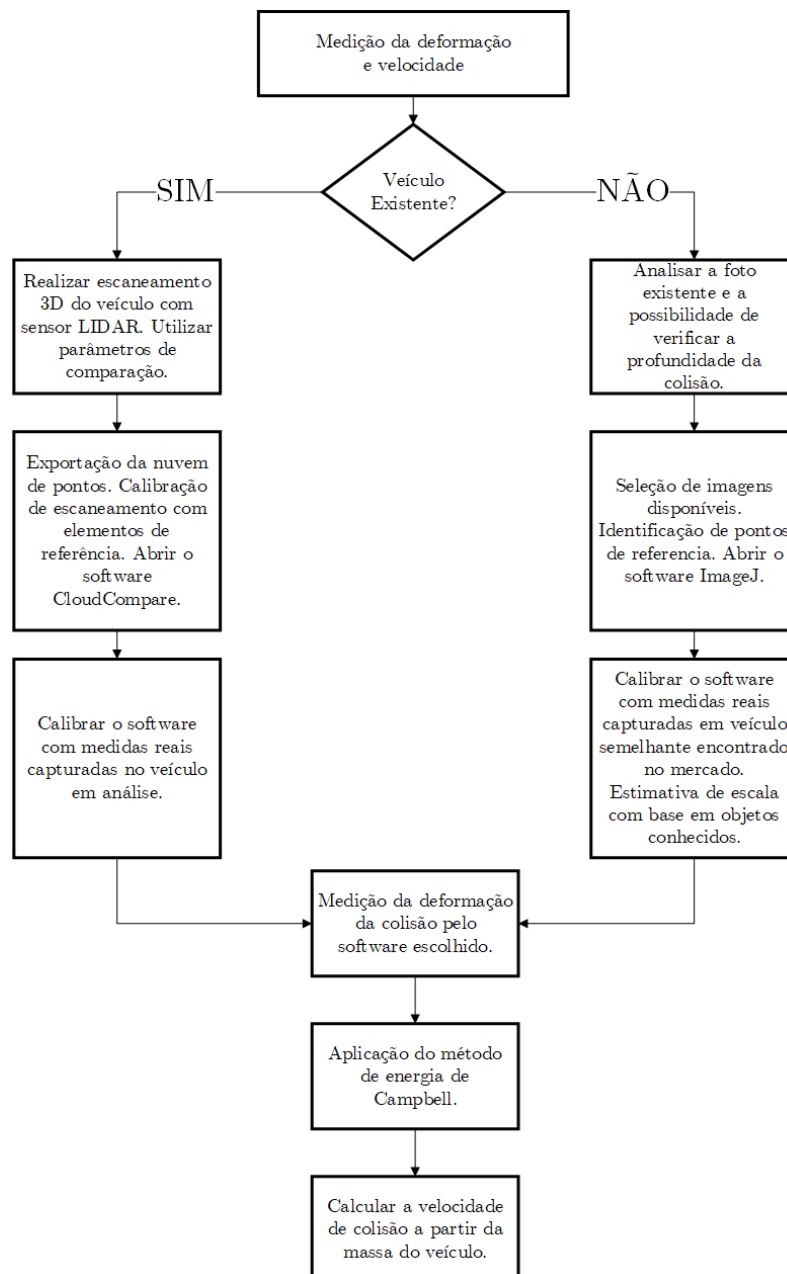 Medição da deformação
e velocidade
Veículo
Existente?
SIM
NÃO
Realizar escaneamento
3D do veículo com
sensor LIDAR. Utilizar
parâmetros de
comparação.
Analisar a foto
existente e a
possibilidade de
verificar a
profundidade da
colisão.
Exportação da nuvem
de pontos. Calibração
de escaneamento com
elementos de
referência. Abrir o
software
CloudCompare.
Seleção de imagens
disponíveis.
Identificação de pontos
de referencia. Abrir o
software ImageJ.
Calibrar o software
com medidas reais
capturadas no veículo
em análise.
Calibrar o software
com medidas reais
capturadas em veículo
semelhante encontrado
no mercado.
Estimativa de escala
com base em objetos
conhecidos.
Medição da deformação
da colisão pelo
software escolhido.
Aplicação do método
de energia de
Campbell.
Calcular a velocidade
de colisão a partir da
massa do veículo.